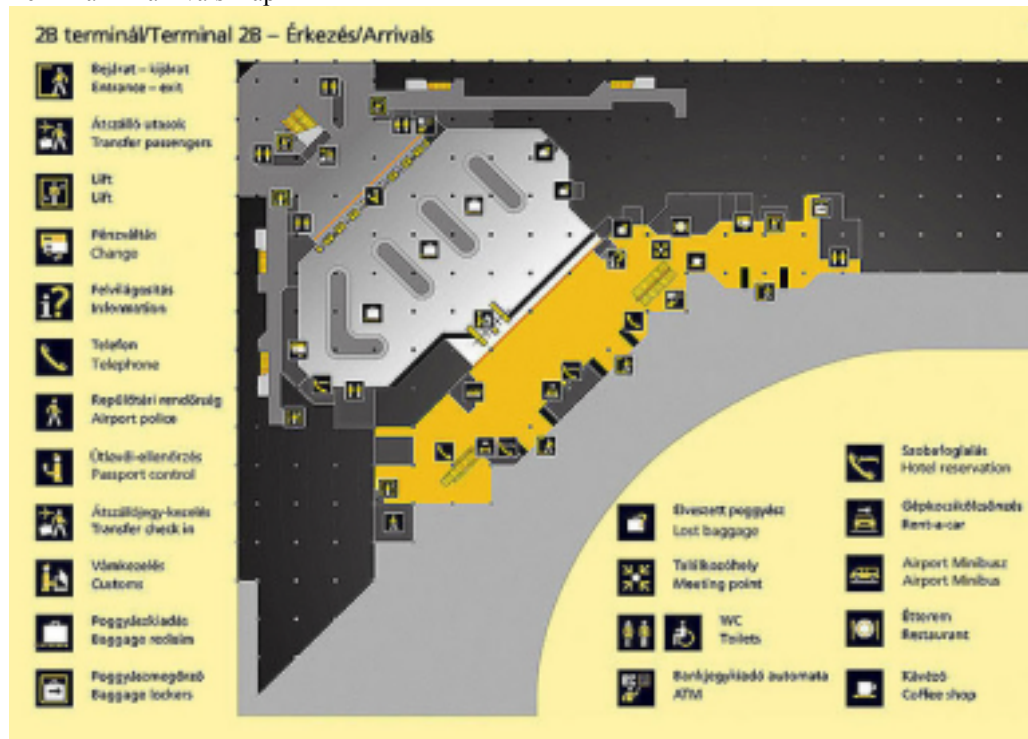 2B terminál/Terminal 2B – Érkezés/Arrivals
Bejárat – kijárat
Entrance – exit
Átszálló utasok
Transfer passengers
Lift
Lift
Pénzváltás
Change
Felvilágosítás
Information
Telefon
Telephone
Repülőtéri rendőrség
Airport police
Útlevél-ellenőrzés
Passport control
Átszállójegy-kezelés
Transfer check in
Vámkezelés
Customs
Poggyászkiadás
Baggage reclaim
Poggyászmegőrző
Baggage lockers
Elveszett poggyász
Lost baggage
Találkozóhely
Meeting point
WC
Toilets
Bankjegykiadó automata
ATM
Szobafoglalás
Hotel reservation
Gépkocsikölcsönzés
Rent-a-car
Airport Minibusz
Airport Minibus
Étterem
Restaurant
Kávézó
Coffee shop